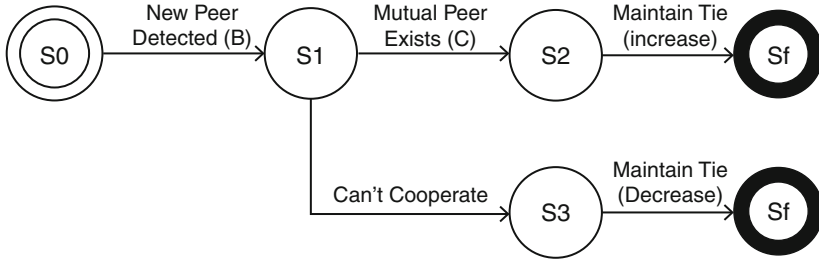 New Peer
Detected (B)
Mutual Peer
Exists (C)
Maintain Tie
(increase)
S0
S1
S2
Sf
Can't Cooperate
Maintain Tie
(Decrease)
S3
Sf